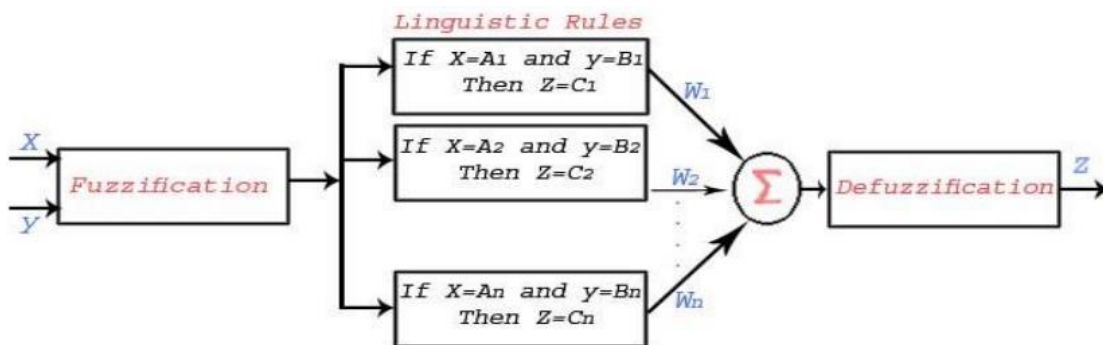 Linguistic Rules
If X=A1 and y=B1
Then Z=C1
W1
X
If X=A2 and y=B2
Then Z=C2
Fuzzification
W2
Σ
Defuzzification
Z
Y
If X=An and y=Bn
Then Z=Cn
Wn